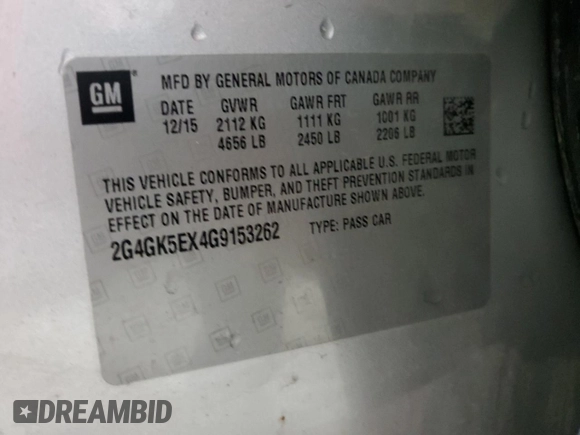 GM
MFD BY GENERAL MOTORS OF CANADA COMPANY
DATE GVWR GAWR FRT GAWR RR
12/15 2112 KG 1111 KG 1001 KG
4656 LB 2450 LB 2206 LB
THIS VEHICLE CONFORMS TO ALL APPLICABLE U.S. FEDERAL MOTOR
VEHICLE SAFETY, BUMPER, AND THEFT PREVENTION STANDARDS IN
EFFECT ON THE DATE OF MANUFACTURE SHOWN ABOVE.
2G4GK5EX4G9153262 TYPE: PASS CAR
DREAMBID